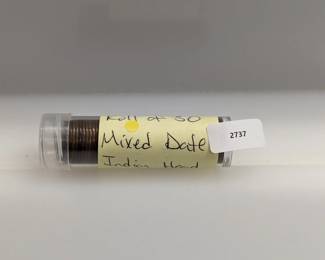 Roll of 50
Mixed Date
Indian Head
2737